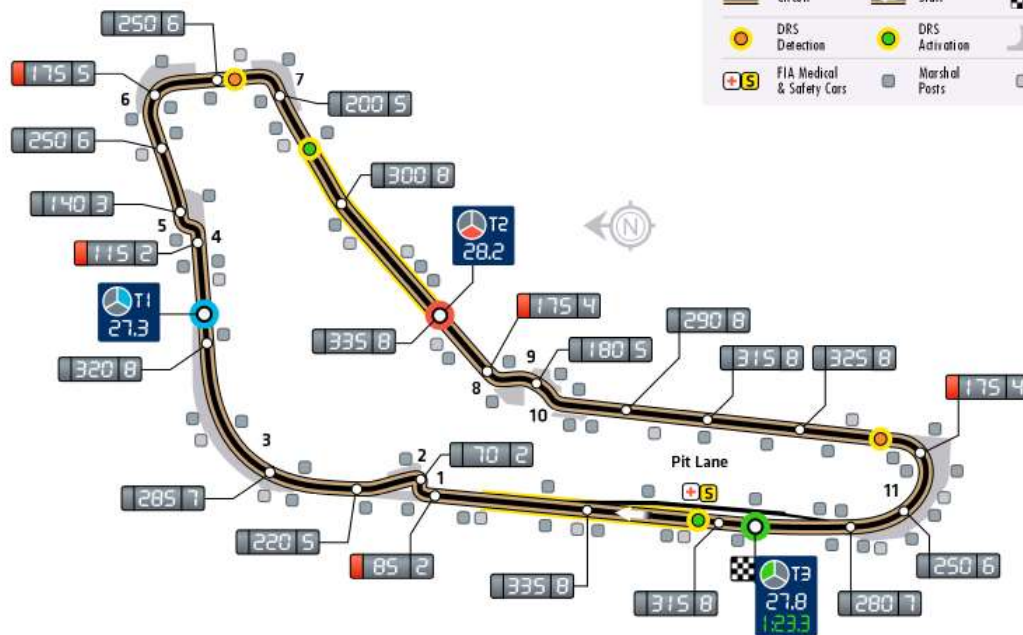 Circuit
DRS
Detection
DRS
Activation
FIA Medical
& Safety Cars
S
Marshal
Posts
250 6
175 5
6
7
200 5
250 6
300 8
140 3
5
4
T2
28.2
N
115 2
T1
27.3
175 4
290 8
335 8
9
180 5
315 8
325 8
320 8
8
10
175 4
3
2
70 2
Pit Lane
1
S
11
285 7
220 5
85 2
335 8
315 8
T3
27.8
1:23.3
280 7
250 6